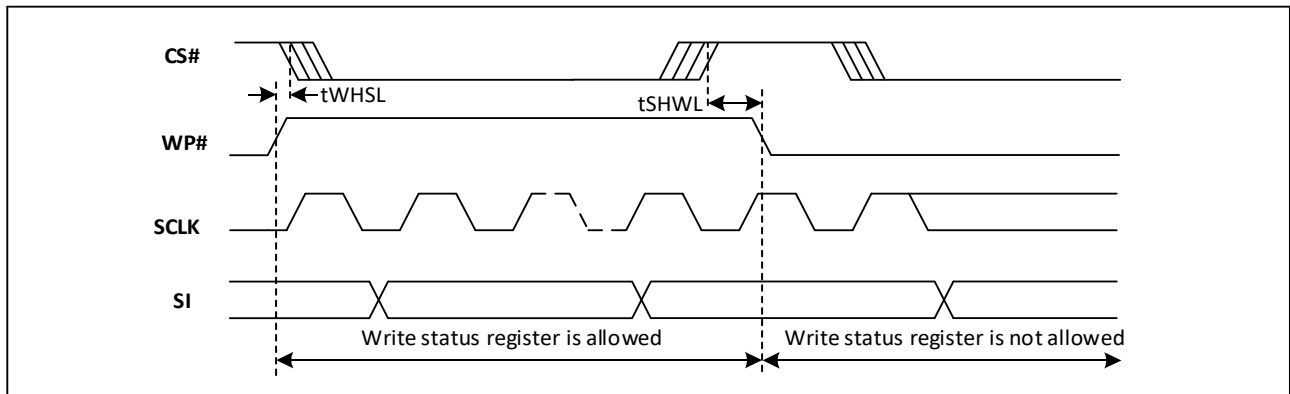 CS#
tWHSL
tSHWL
WP#
SCLK
SI
Write status register is allowed
Write status register is not allowed